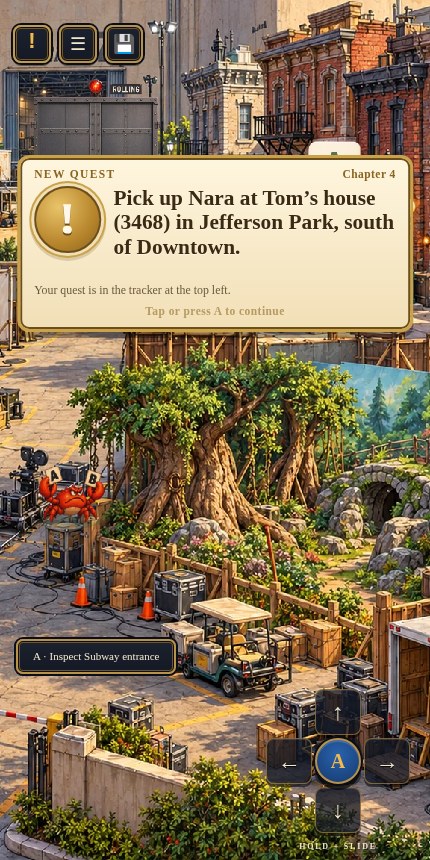 !
ROLLING
NEW QUEST
Chapter 4
!
Pick up Nara at Tom’s house
(3468) in Jefferson Park, south
of Downtown.
Your quest is in the tracker at the top left.
Tap or press A to continue
A · Inspect Subway entrance
↑
← A →
↓
HOLD + SLIDE